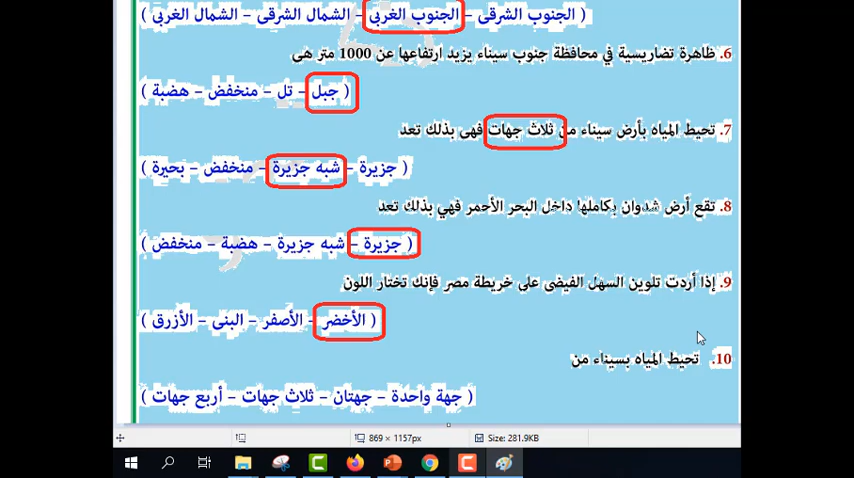 ( الجنوب الشرقى – الجنوب الغربى – الشمال الشرقى – الشمال الغربى )
6. ظاهرة تضاريسية في محافظة جنوب سيناء يزيد ارتفاعها عن 1000 متر هى
( جبل – تل – منخفض – هضبة )
7. تحيط المياه بأرض سيناء من ثلاث جهات فهى بذلك تعد
( جزيرة – شبه جزيرة – منخفض – بحيرة )
8. تقع أرض شدوان بكاملها داخل البحر الأحمر فهي بذلك تعد
( جزيرة – شبه جزيرة – هضبة – منخفض )
9. إذا أردت تلوين السهل الفيضى على خريطة مصر فإنك تختار اللون
( الأخضر – الأصفر – البنى – الأزرق )
10. تحيط المياه بسيناء من
( جهة واحدة – جهتان – ثلاث جهات – أربع جهات )
869 × 1157px Size: 281.9KB